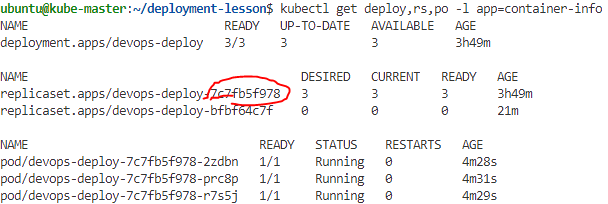 ubuntu@kube-master:~/deployment-lesson$ kubectl get deploy,rs,po -l app=container-info
NAME READY UP-TO-DATE AVAILABLE AGE
deployment.apps/devops-deploy 3/3 3 3 3h49m
NAME DESIRED CURRENT READY AGE
replicaset.apps/devops-deploy-7c7fb5f978 3 3 3 3h49m
replicaset.apps/devops-deploy-bfbf64c7f 0 0 0 21m
NAME READY STATUS RESTARTS AGE
pod/devops-deploy-7c7fb5f978-2zdbn 1/1 Running 0 4m28s
pod/devops-deploy-7c7fb5f978-prc8p 1/1 Running 0 4m31s
pod/devops-deploy-7c7fb5f978-r7s5j 1/1 Running 0 4m29s